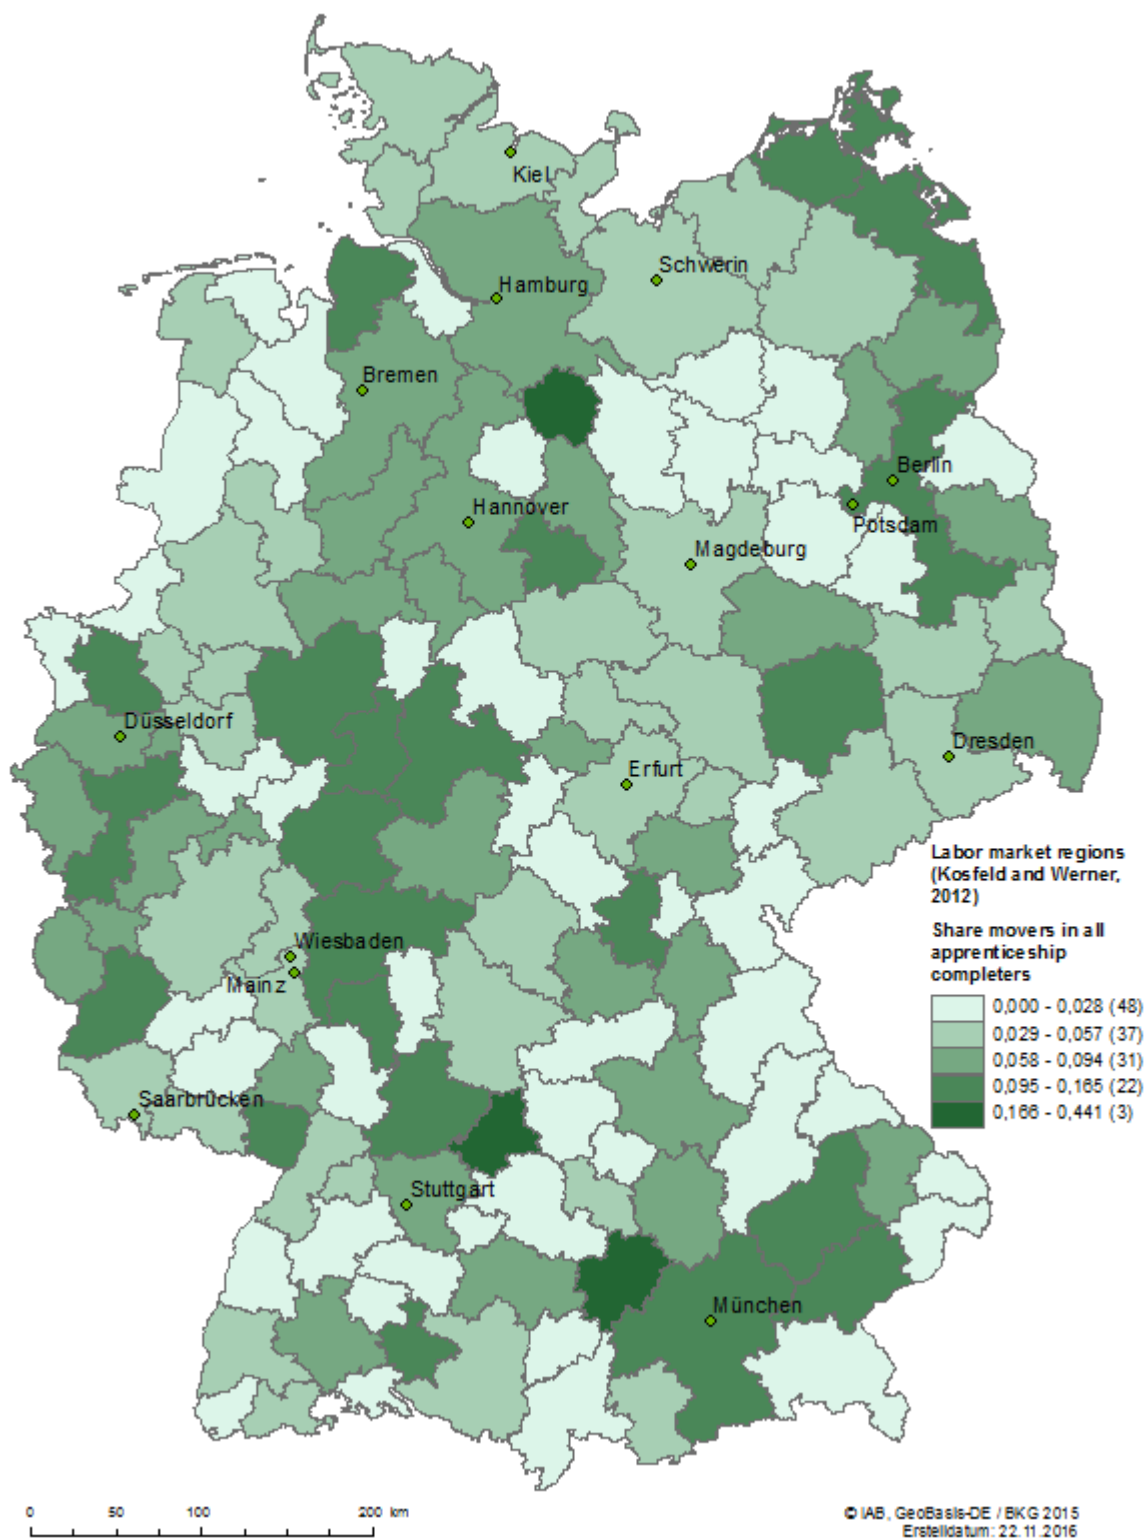 Kiel
Schwerin
Hamburg
Bremen
Berlin
Hannover
Potsdam
Magdeburg
Düsseldorf
Dresden
Erfurt
Labor market regions
(Kosfeld and Werner,
2012)
Share movers in all
apprenticeship
completers
0,000 - 0,028 (48)
0,029 - 0,057 (37)
0,058 - 0,094 (31)
0,095 - 0,165 (22)
0,166 - 0,441 (3)
Wiesbaden
Mainz
Saarbrücken
Stuttgart
München
0 50 100 200 km
© IAB, GeoBasis-DE / BKG 2015
Erstelldatum: 22.11.2016